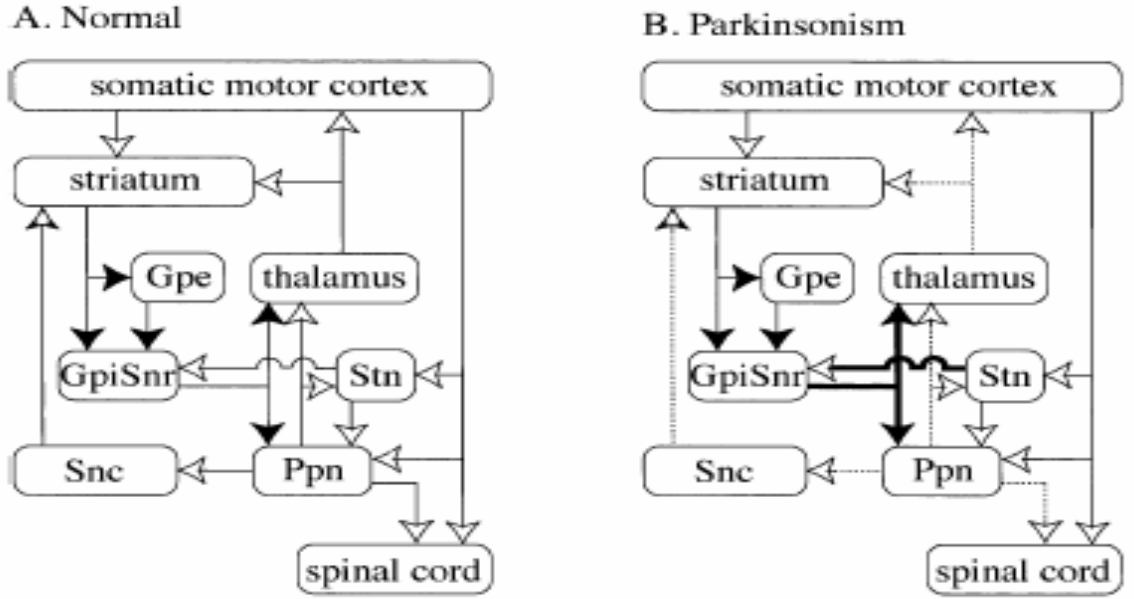 A. Normal
somatic motor cortex
striatum
Gpe
thalamus
GpiSnr
Stn
Snc
Ppn
spinal cord
B. Parkinsonism
somatic motor cortex
striatum
Gpe
thalamus
GpiSnr
Stn
Snc
Ppn
spinal cord